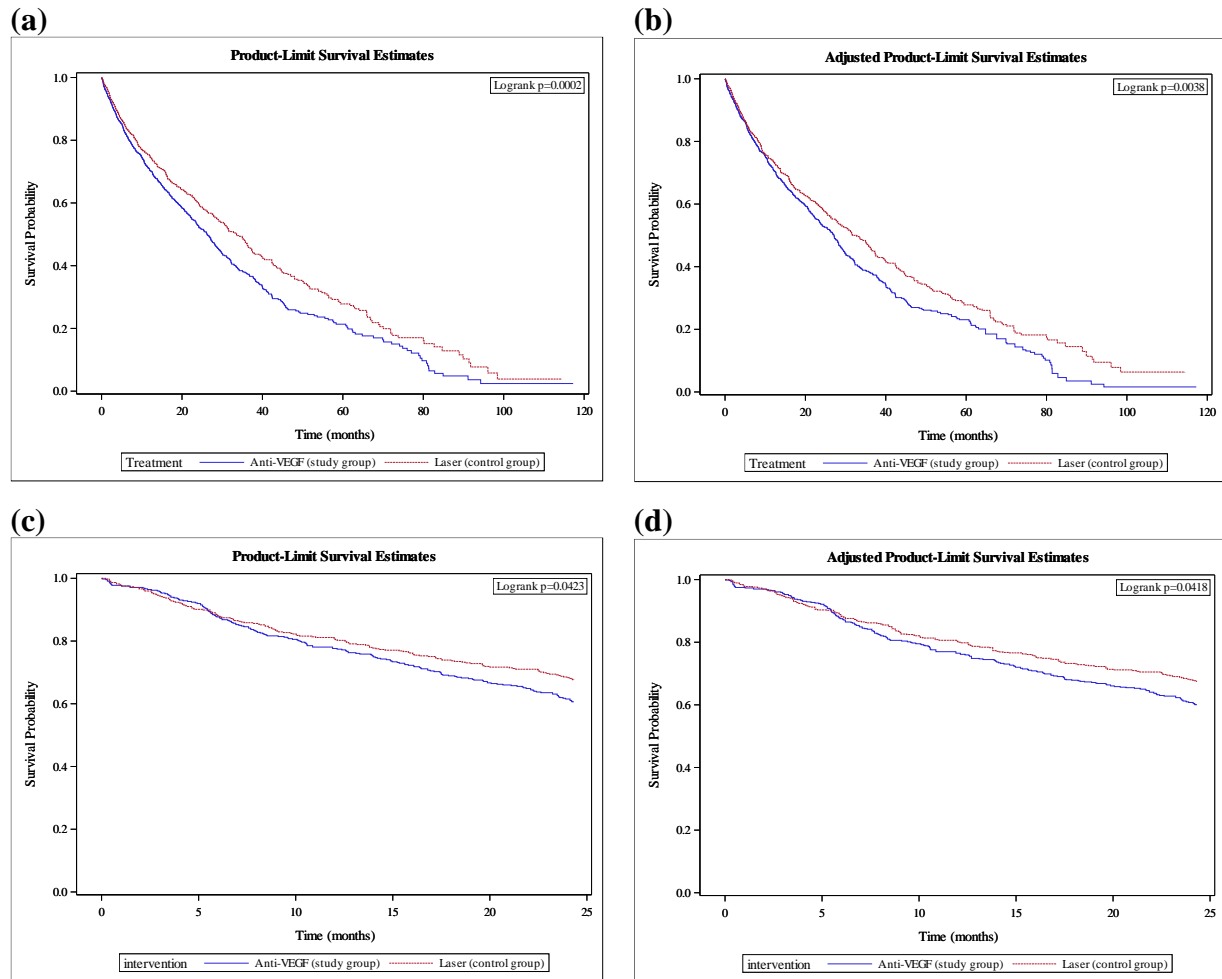 (a)
Product-Limit Survival Estimates
Logrank p=0.0002
1.0
0.8
0.6
0.4
0.2
0.0
Survival Probability
0 20 40 60 80 100 120
Time (months)
Treatment Anti-VEGF (study group) Laser (control group)
(b)
Adjusted Product-Limit Survival Estimates
Logrank p=0.0038
1.0
0.8
0.6
0.4
0.2
0.0
Survival Probability
0 20 40 60 80 100 120
Time (months)
Treatment Anti-VEGF (study group) Laser (control group)
(c)
Product-Limit Survival Estimates
Logrank p=0.0423
1.0
0.8
0.6
0.4
0.2
0.0
Survival Probability
0 5 10 15 20 25
Time (months)
intervention Anti-VEGF (study group) Laser (control group)
(d)
Adjusted Product-Limit Survival Estimates
Logrank p=0.0418
1.0
0.8
0.6
0.4
0.2
0.0
Survival Probability
0 5 10 15 20 25
Time (months)
intervention Anti-VEGF (study group) Laser (control group)